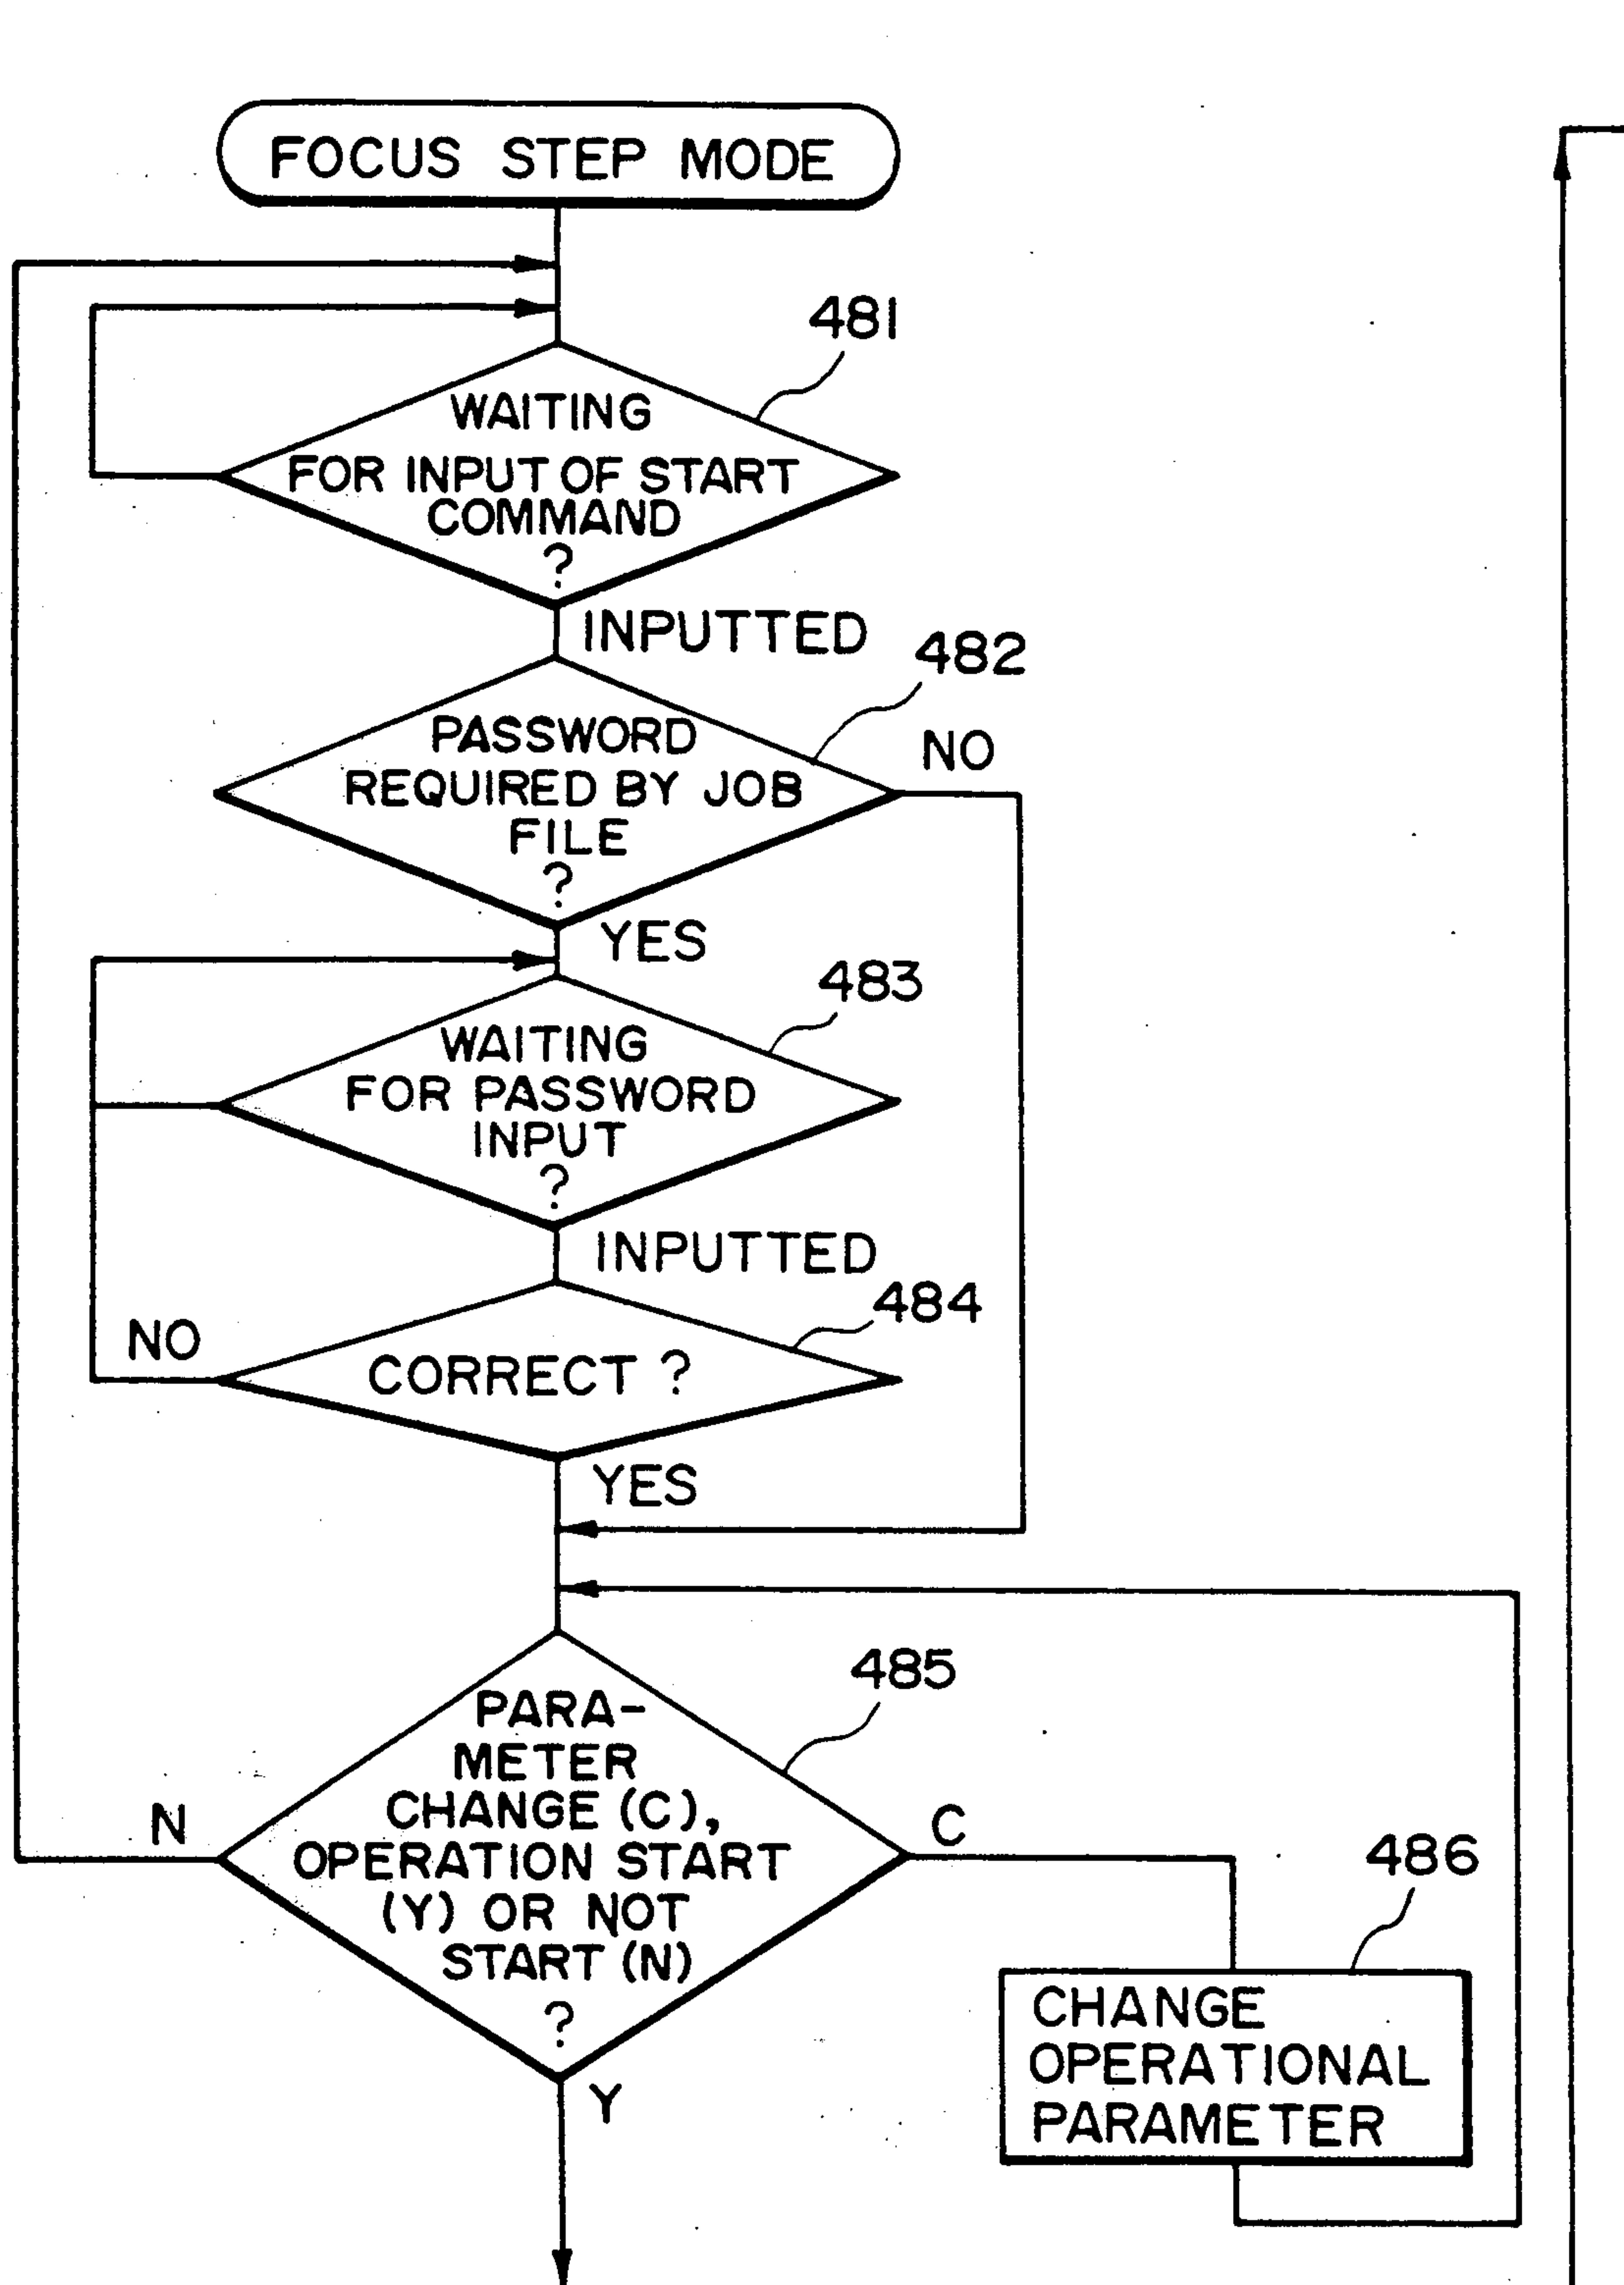 FOCUS STEP MODE
481
WAITING
FOR INPUT OF START
COMMAND
?
INPUTTED
482
PASSWORD
REQUIRED BY JOB
FILE
?
NO
YES
483
WAITING
FOR PASSWORD
INPUT
?
INPUTTED
484
NO
CORRECT ?
YES
485
PARA-
METER
CHANGE (C),
OPERATION START
(Y) OR NOT
START (N)
?
N
C
486
CHANGE
OPERATIONAL
PARAMETER
Y